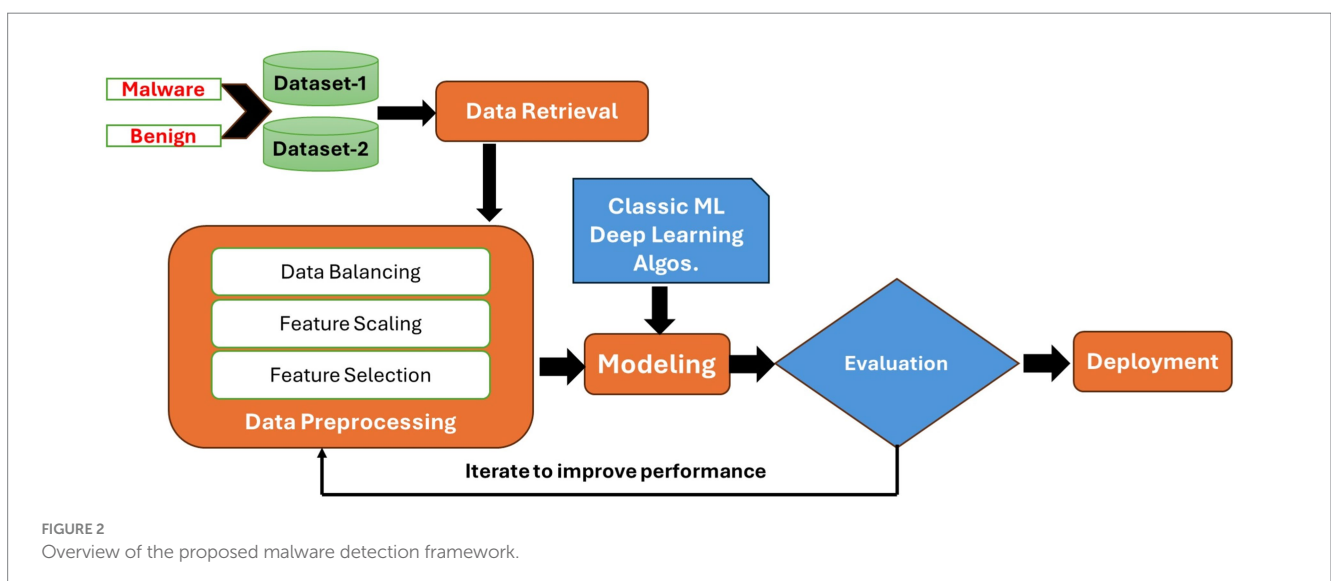 Malware
Benign
Dataset-1
Dataset-2
Data Retrieval
Classic ML
Deep Learning
Algos.
Data Balancing
Feature Scaling
Feature Selection
Data Preprocessing
Modeling
Evaluation
Deployment
Iterate to improve performance
FIGURE 2
Overview of the proposed malware detection framework.